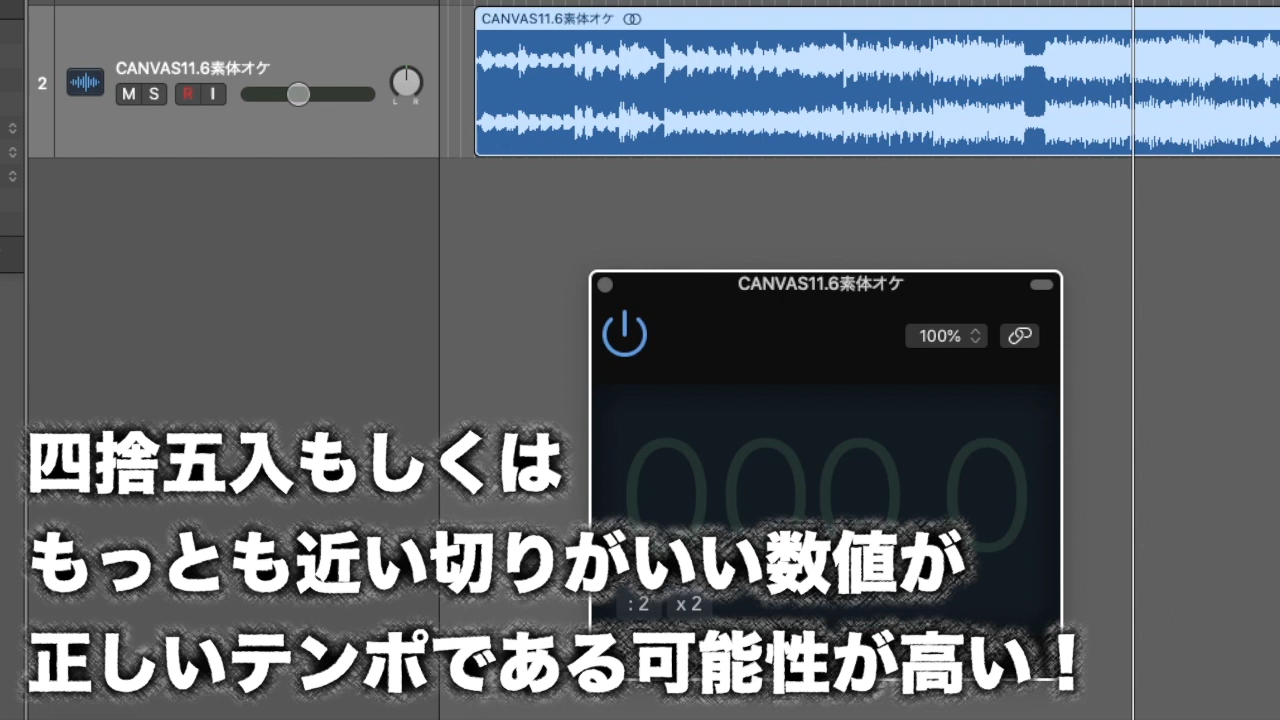 CANVAS11.6素体オケ
2
CANVAS11.6素体オケ
M S R I
L R
CANVAS11.6素体オケ
100%
000 0
: 2 x 2
四捨五入もしくは
もっとも近い切りがいい数値が
正しいテンポである可能性が高い！